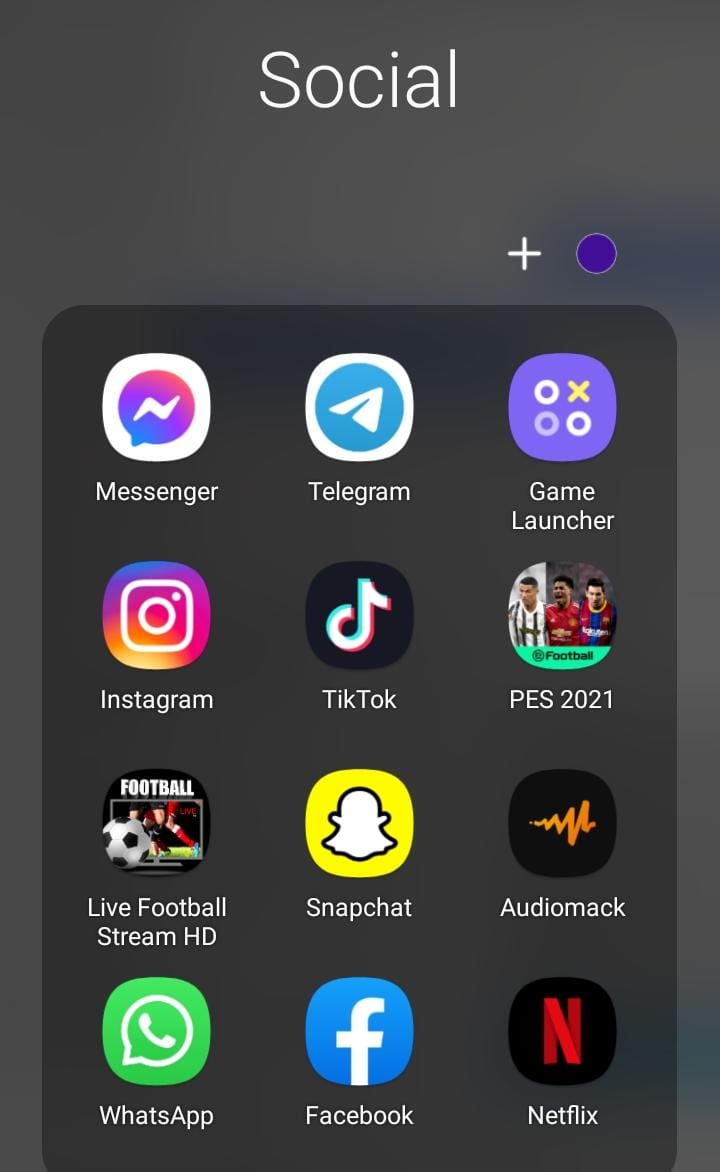 Social
Messenger
Telegram
Game
Launcher
Instagram
TikTok
Rakuten
eFootball
PES 2021
FOOTBALL
LIVE
Live Football
Stream HD
Snapchat
Audiomack
WhatsApp
Facebook
Netflix